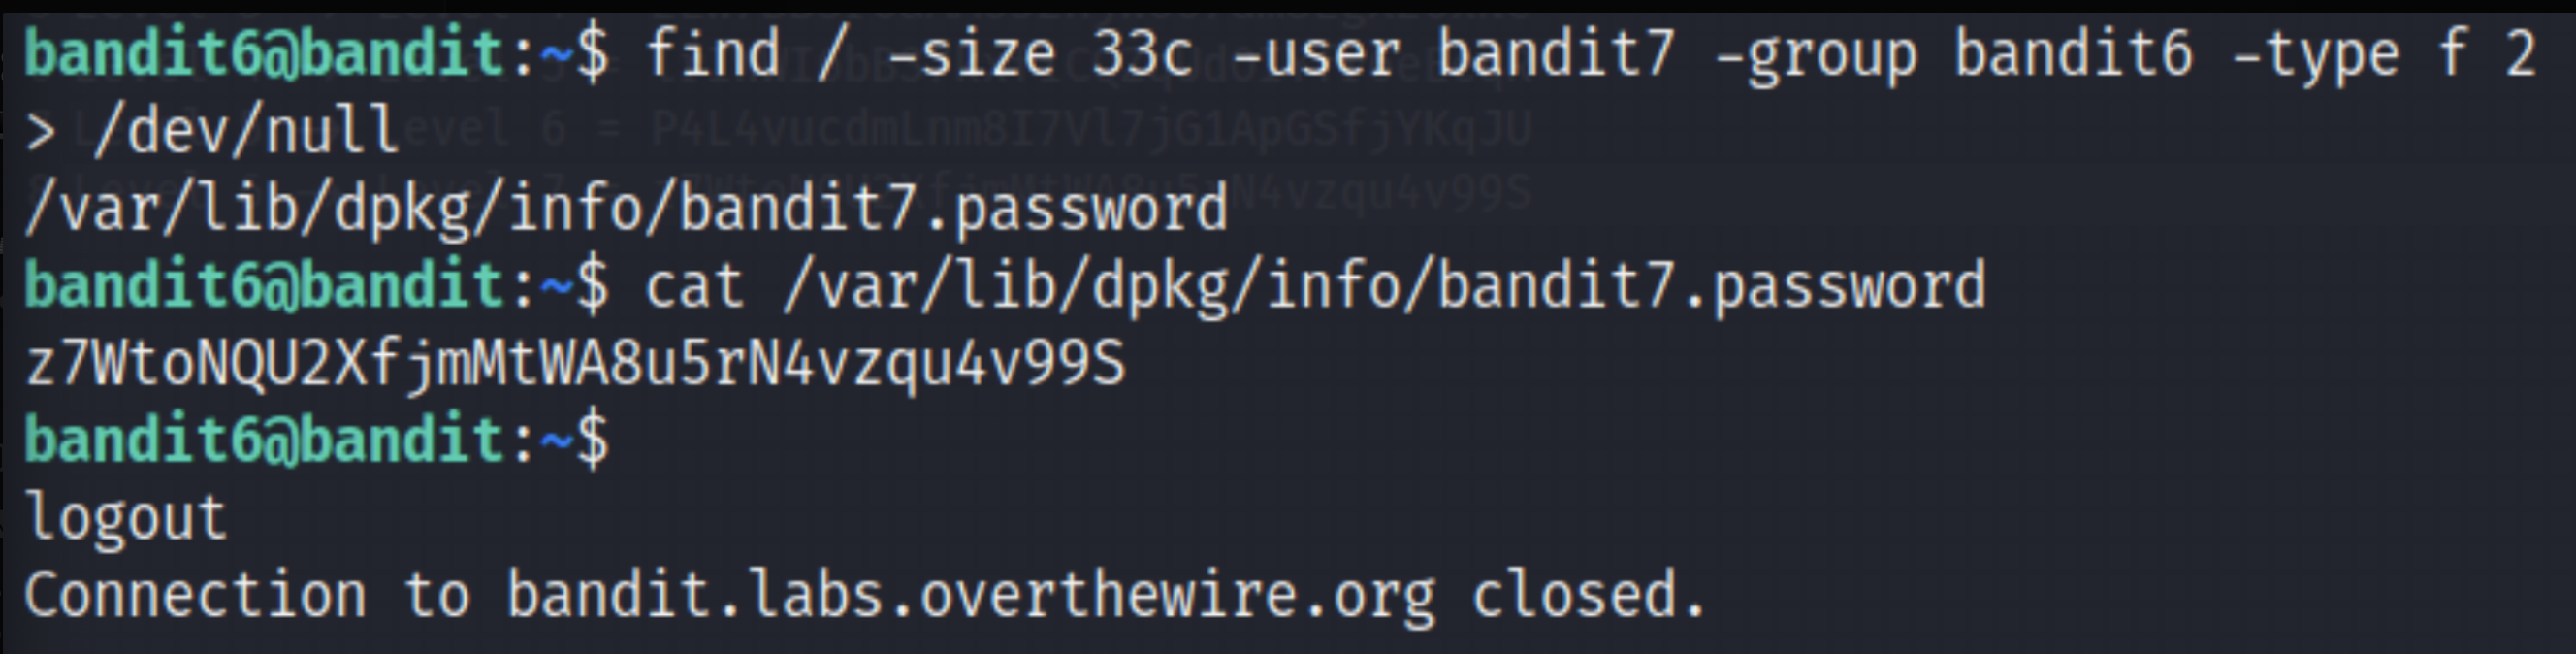 bandit6@bandit:~$ find / -size 33c -user bandit7 -group bandit6 -type f 2
> /dev/null
/var/lib/dpkg/info/bandit7.password
bandit6@bandit:~$ cat /var/lib/dpkg/info/bandit7.password
z7WtoNQU2XfjmMtWA8u5rN4vzqu4v99S
bandit6@bandit:~$
logout
Connection to bandit.labs.overthewire.org closed.